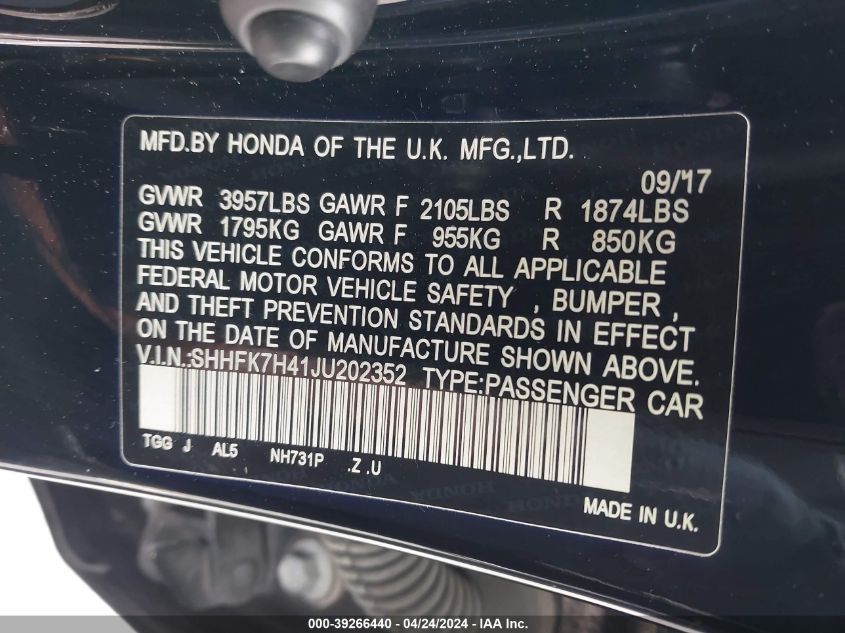 MFD.BY HONDA OF THE U.K. MFG.,LTD.
09/17
GVWR 3957LBS GAWR F 2105LBS R 1874LBS
GVWR 1795KG GAWR F 955KG R 850KG
THIS VEHICLE CONFORMS TO ALL APPLICABLE
FEDERAL MOTOR VEHICLE SAFETY , BUMPER ,
AND THEFT PREVENTION STANDARDS IN EFFECT
ON THE DATE OF MANUFACTURE SHOWN ABOVE.
V.I.N.:SHHFK7H41JU202352 TYPE:PASSENGER CAR
TGG J AL5 NH731P .Z .U
HONDA HONDA
MADE IN U.K.
000-39266440 - 04/24/2024 - IAA Inc.